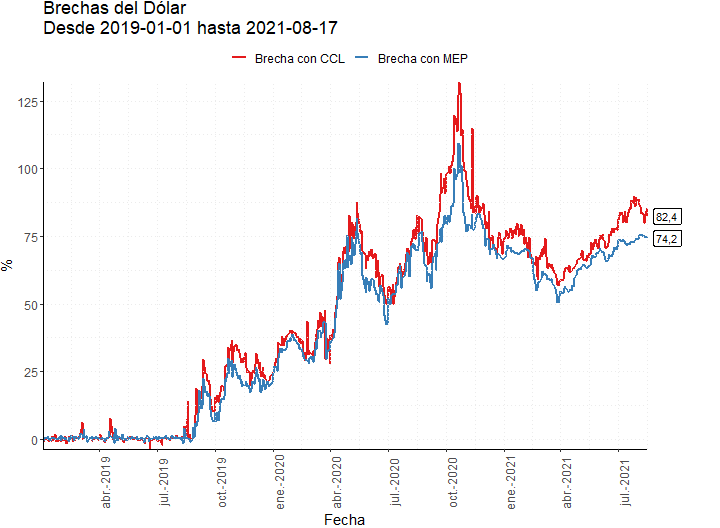 Brechas del Dólar
Desde 2019-01-01 hasta 2021-08-17
Brecha con CCL
Brecha con MEP
%
125
100
75
50
25
0
82,4
74,2
abr.-2019
jul.-2019
oct.-2019
ene.-2020
abr.-2020
jul.-2020
oct.-2020
ene.-2021
abr.-2021
jul.-2021
Fecha